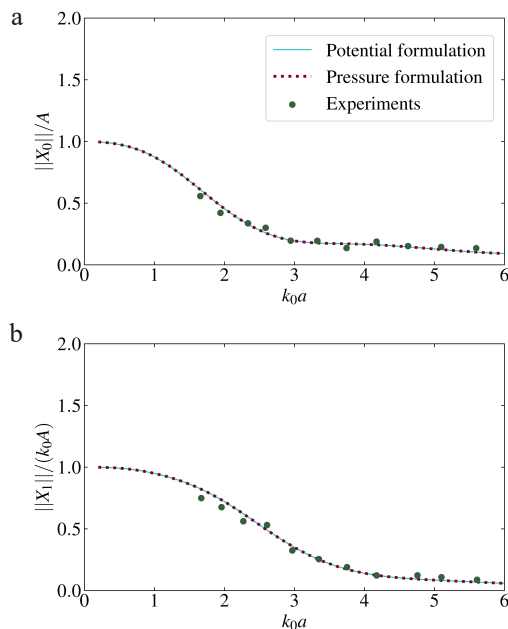 a
2.0
1.5
1.0
0.5
0.0
||X₀||/A
Potential formulation
Pressure formulation
Experiments
0 1 2 3 4 5 6
k₀a
b
2.0
1.5
1.0
0.5
0.0
||X₁||/(k₀A)
0 1 2 3 4 5 6
k₀a